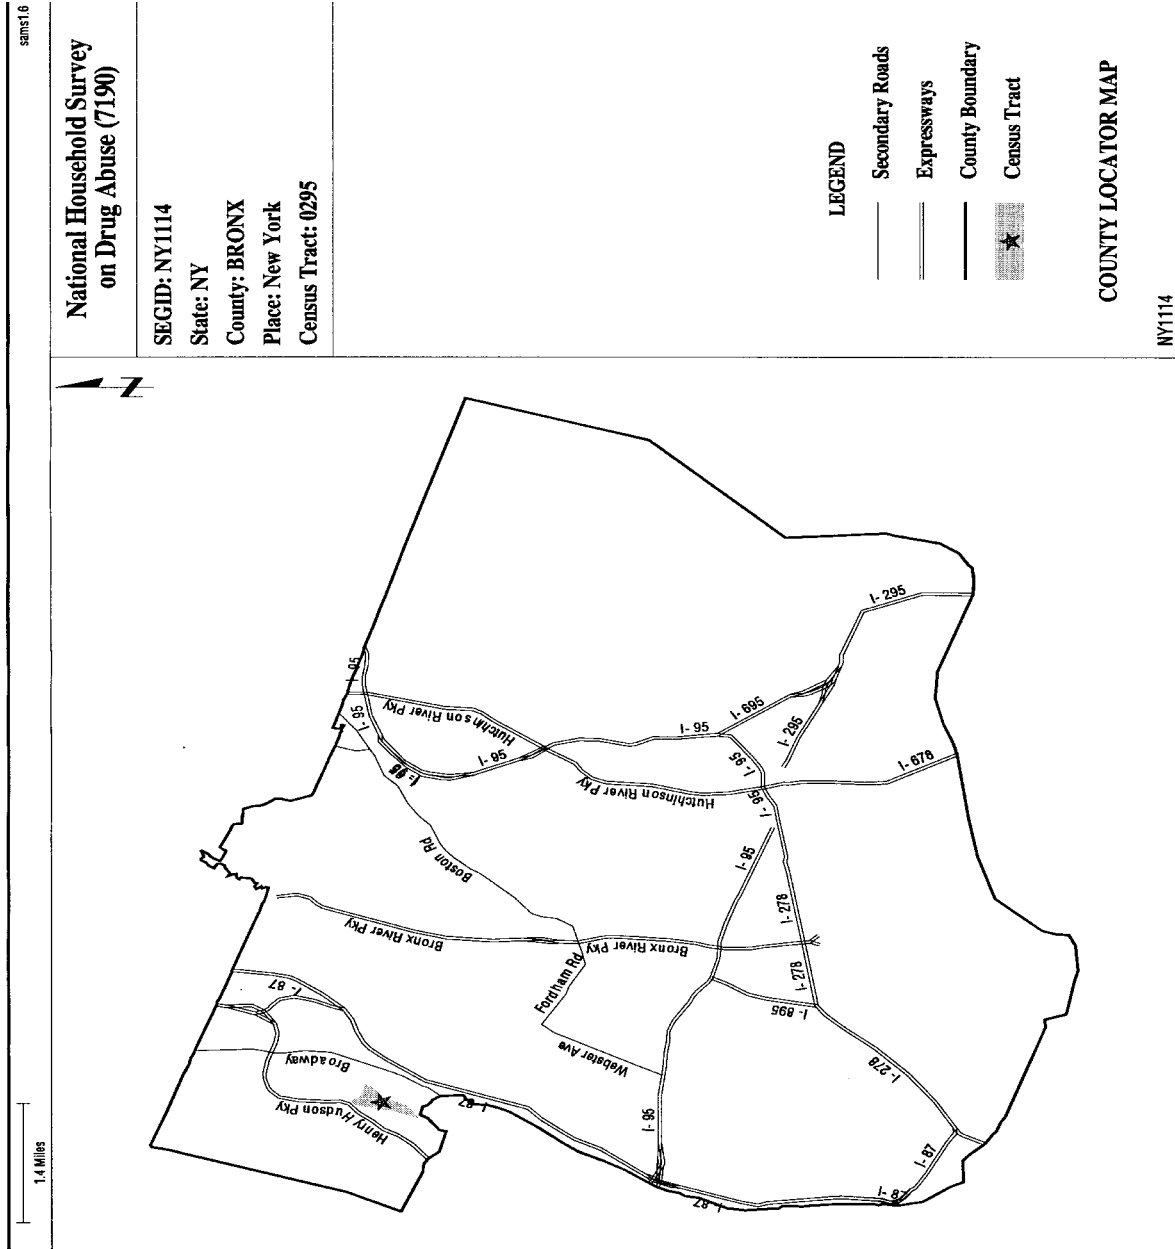 sams1.6
National Household Survey
on Drug Abuse (7190)
SEGID: NY1114
State: NY
County: BRONX
Place: New York
Census Tract: 0295
N
LEGEND
Secondary Roads
Expressways
County Boundary
Census Tract
COUNTY LOCATOR MAP
NY1114
1.4 Miles
I- 95
I- 95
Hutchinson River Pky
I- 95
I- 95
Boston Rd
I- 87
Bronx River Pky
Broadway
Henry Hudson Pky
I- 87
Fordham Rd
Webster Ave
Bronx River Pky
Hutchinson River Pky
I- 95
I- 695
I- 295
I- 295
I- 95
I- 95
I- 678
I- 95
I- 278
I- 278
I- 895
I- 95
I- 278
I- 87
I- 87
I- 87